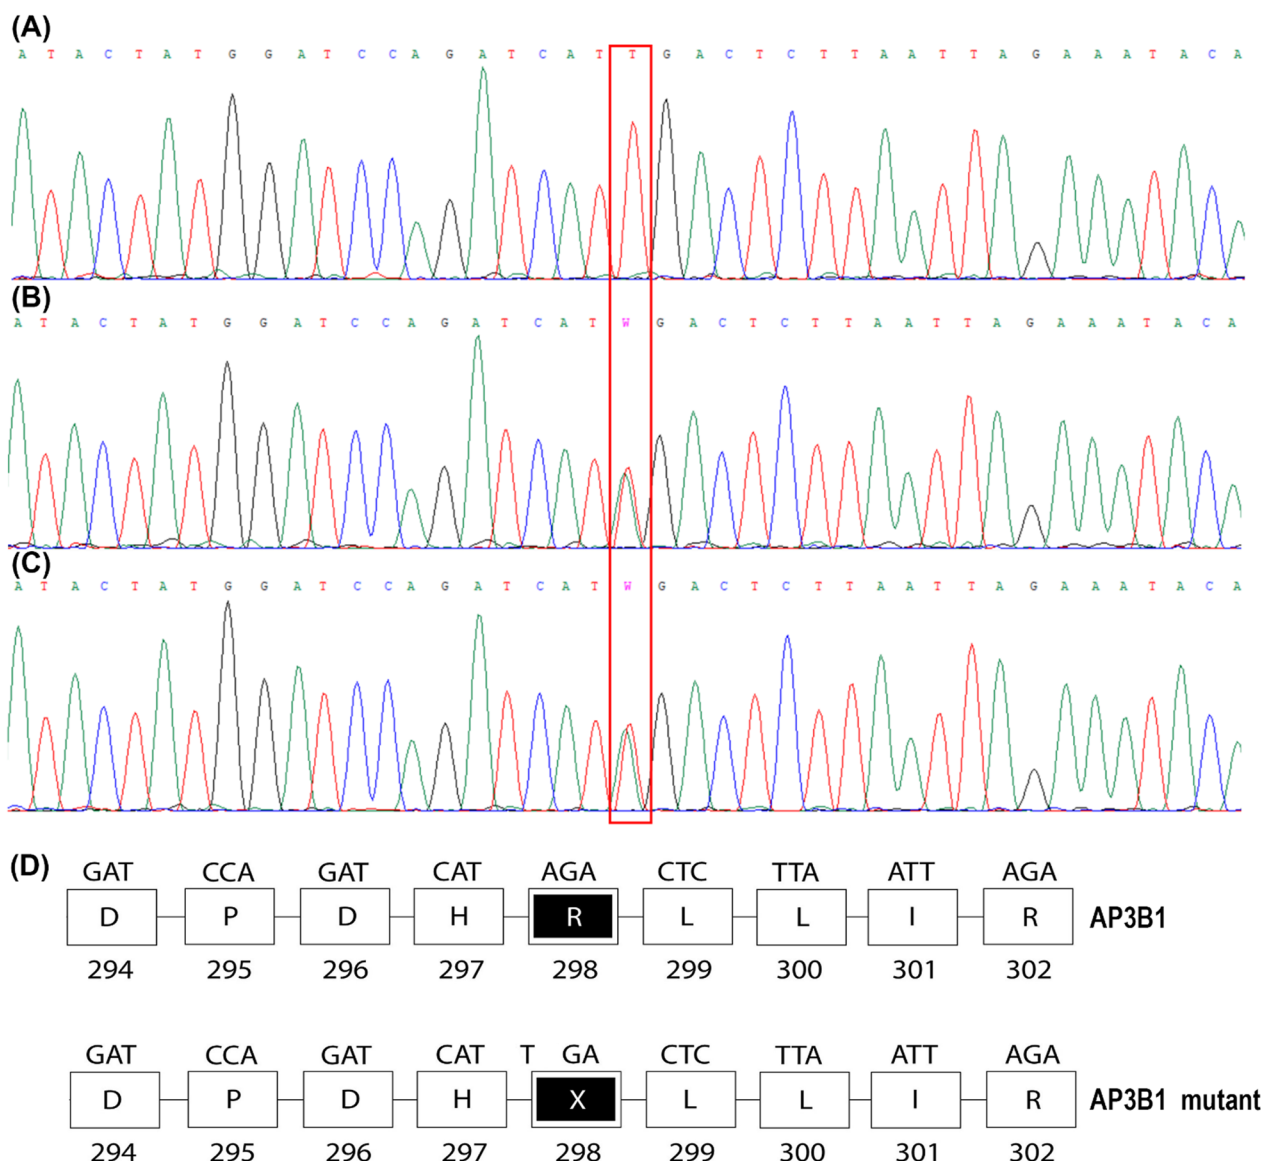 (A)
A T A C T A T G G A T C C A G A T C A T T G A C T C T T A A T T A G A A A T A C A
(B)
A T A C T A T G G A T C C A G A T C A T W G A C T C T T A A T T A G A A A T A C A
(C)
A T A C T A T G G A T C C A G A T C A T W G A C T C T T A A T T A G A A A T A C A
(D)
GAT CCA GAT CAT AGA CTC TTA ATT AGA
D P D H R L L I R AP3B1
294 295 296 297 298 299 300 301 302
GAT CCA GAT CAT T GA CTC TTA ATT AGA
D P D H X L L I R AP3B1 mutant
294 295 296 297 298 299 300 301 302